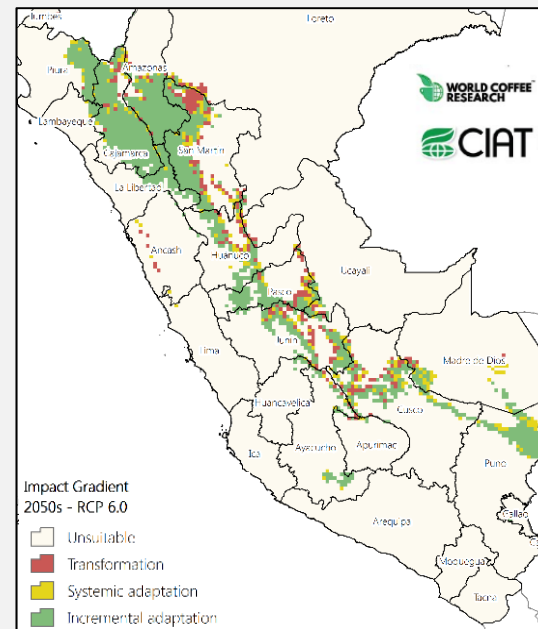 Tumbes
Loreto
Piura
Amazonas
WORLD COFFEE
RESEARCH
Lambayeque
CIAT
Cajamarca
San Martin
La Libertad
Ancash
Huanuco
Ucayali
Pasco
Lima
Junin
Madre de Dios
Huancavelica
Cusco
Ica
Ayacucho
Apurimac
Puno
Impact Gradient
2050s - RCP 6.0
Callao
Arequipa
Unsuitable
Transformation
Moquegua
Systemic adaptation
Tacna
Incremental adaptation